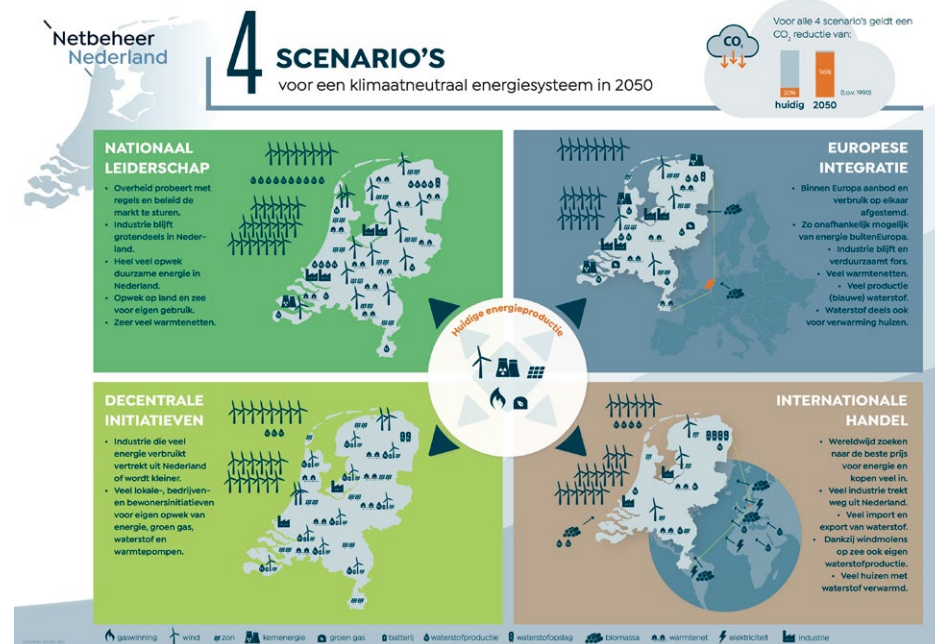 Netbeheer
Nederland
4 SCENARIO'S
voor een klimaatneutraal energiesysteem in 2050
CO₂
Voor alle 4 scenario's geldt een
CO₂ reductie van:
20%
96%
(t.o.v. 1990)
huidig 2050
NATIONAAL
LEIDERSCHAP
• Overheid probeert met
regels en beleid de
markt te sturen.
• Industrie blijft
grotendeels in Neder-
land.
• Heel veel opwek
duurzame energie in
Nederland.
• Opwek op land en zee
voor eigen gebruik.
• Zeer veel warmtenetten.
EUROPESE
INTEGRATIE
• Binnen Europa aanbod en
verbruik op elkaar
afgestemd.
• Zo onafhankelijk mogelijk
van energie buitenEuropa.
• Industrie blijft en
verduurzaamt fors.
• Veel warmtenetten.
• Veel productie
(blauwe) waterstof.
• Waterstof deels ook
voor verwarming huizen.
Huidige energieproductie
DECENTRALE
INITIATIEVEN
• Industrie die veel
energie verbruikt
vertrekt uit Nederland
of wordt kleiner.
• Veel lokale-, bedrijven-
en bewonersinitiatieven
voor eigen opwek van
energie, groen gas,
waterstof en
warmtepompen.
INTERNATIONALE
HANDEL
• Wereldwijd zoeken
naar de beste prijs
voor energie en
kopen veel in.
• Veel industrie trekt
weg uit Nederland.
• Veel import en
export van waterstof.
• Dankzij windmolens
op zee ook eigen
waterstofproductie.
• Veel huizen met
waterstof verwarmd.
gaswinning wind zon kernenergie groen gas batterij waterstofproductie waterstofopslag biomassa warmtenet elektriciteit industrie